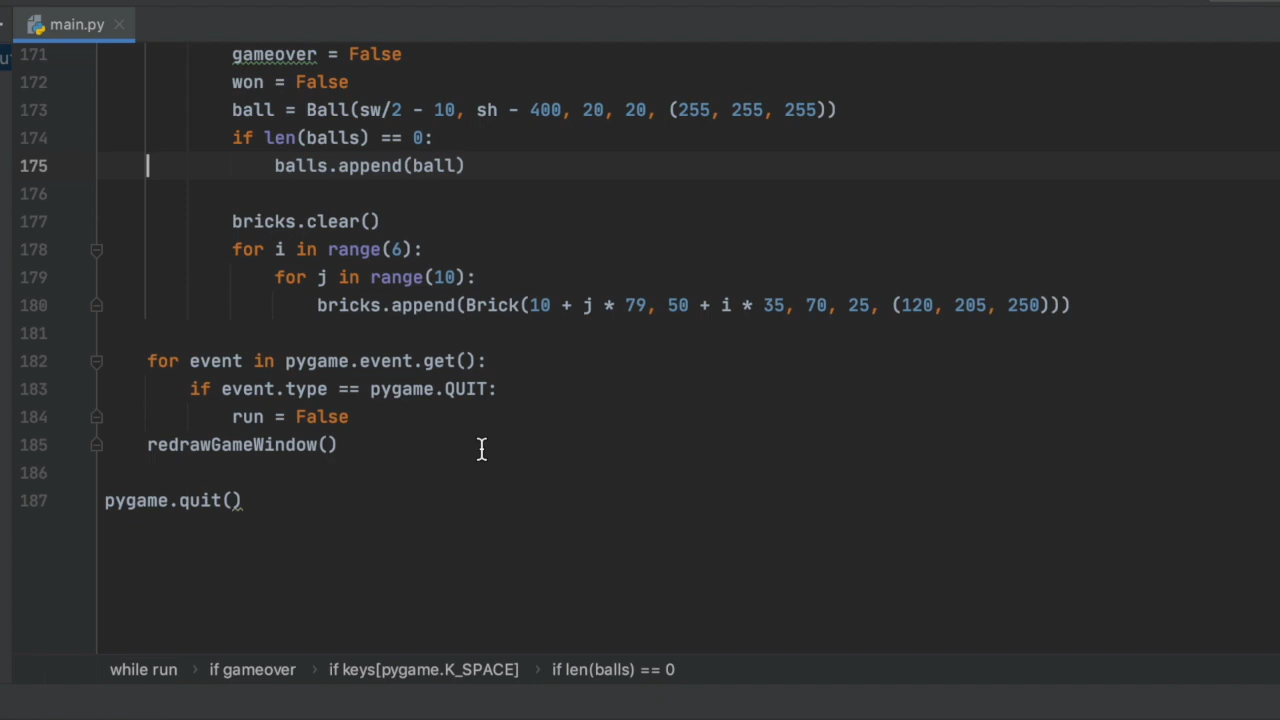 main.py
171 gameover = False
172 won = False
173 ball = Ball(sw/2 - 10, sh - 400, 20, 20, (255, 255, 255))
174 if len(balls) == 0:
175 balls.append(ball)
176
177 bricks.clear()
178 for i in range(6):
179 for j in range(10):
180 bricks.append(Brick(10 + j * 79, 50 + i * 35, 70, 25, (120, 205, 250)))
181
182 for event in pygame.event.get():
183 if event.type == pygame.QUIT:
184 run = False
185 redrawGameWindow()
186
187 pygame.quit()
while run › if gameover › if keys[pygame.K_SPACE] › if len(balls) == 0